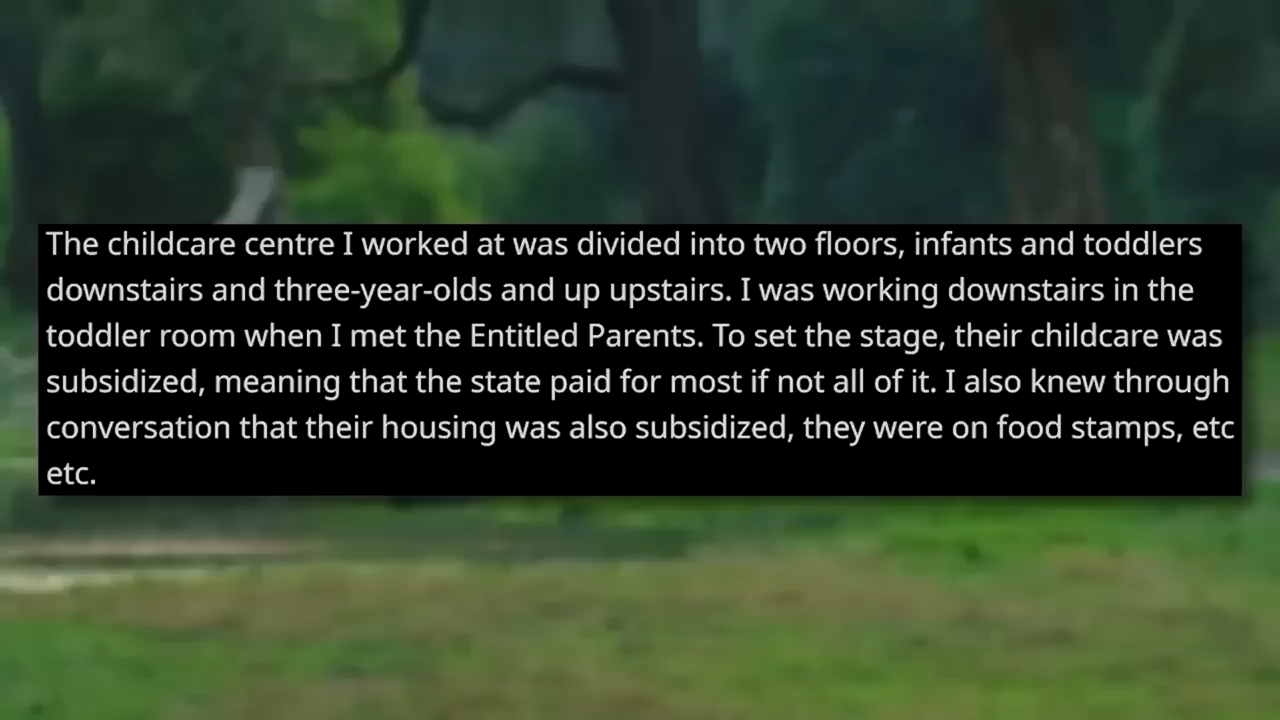 The childcare centre I worked at was divided into two floors, infants and toddlers
downstairs and three-year-olds and up upstairs. I was working downstairs in the
toddler room when I met the Entitled Parents. To set the stage, their childcare was
subsidized, meaning that the state paid for most if not all of it. I also knew through
conversation that their housing was also subsidized, they were on food stamps, etc
etc.